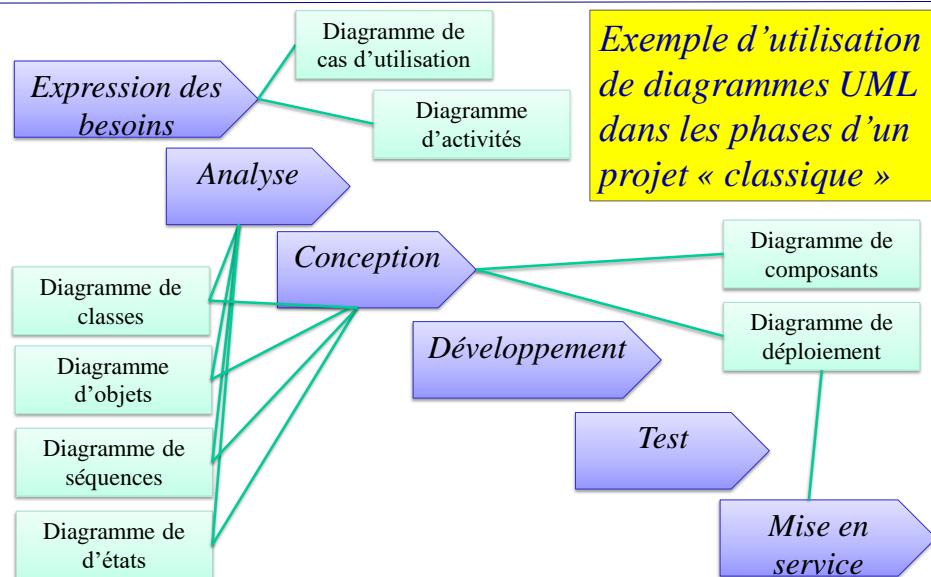 Diagramme de
cas d'utilisation
Exemple d'utilisation
de diagrammes UML
dans les phases d'un
projet « classique »
Expression des
besoins
Diagramme
d'activités
Analyse
Conception
Diagramme de
composants
Diagramme de
classes
Diagramme de
déploiement
Développement
Diagramme
d'objets
Test
Diagramme de
séquences
Mise en
service
Diagramme de
d'états